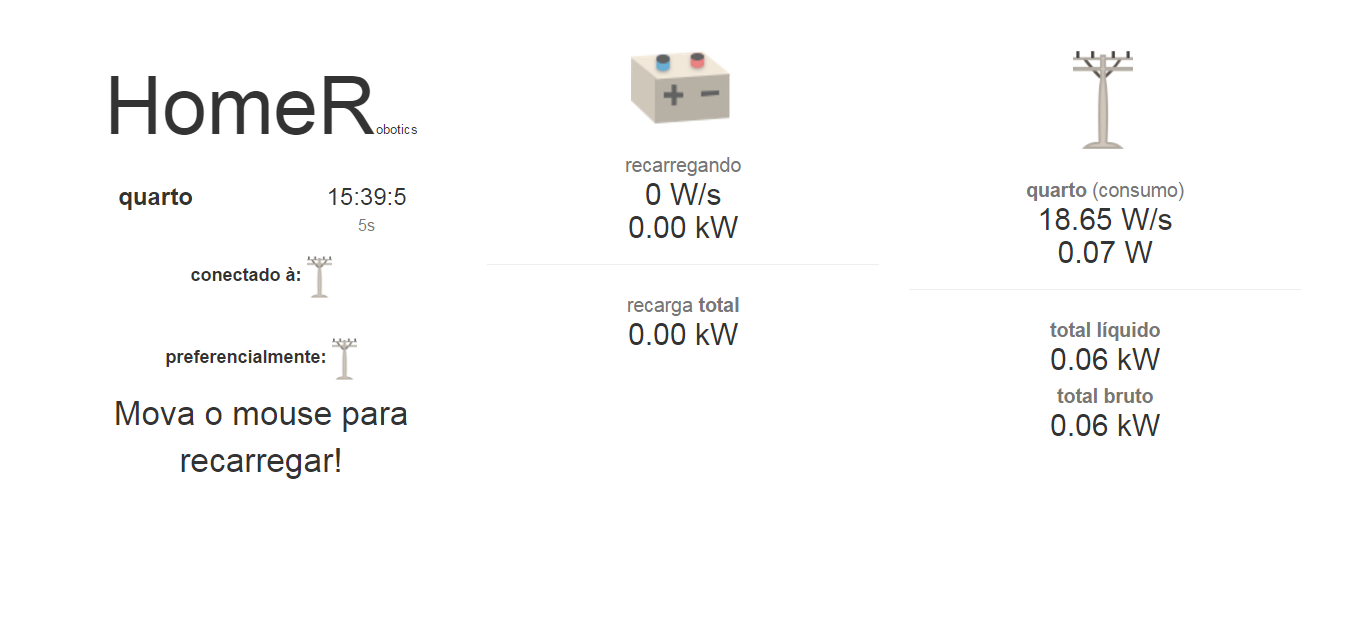 HomeRobotics
quarto 15:39:5
5s
conectado à:
preferencialmente:
Mova o mouse para
recarregar!
recarregando
0 W/s
0.00 kW
recarga total
0.00 kW
quarto (consumo)
18.65 W/s
0.07 W
total líquido
0.06 kW
total bruto
0.06 kW